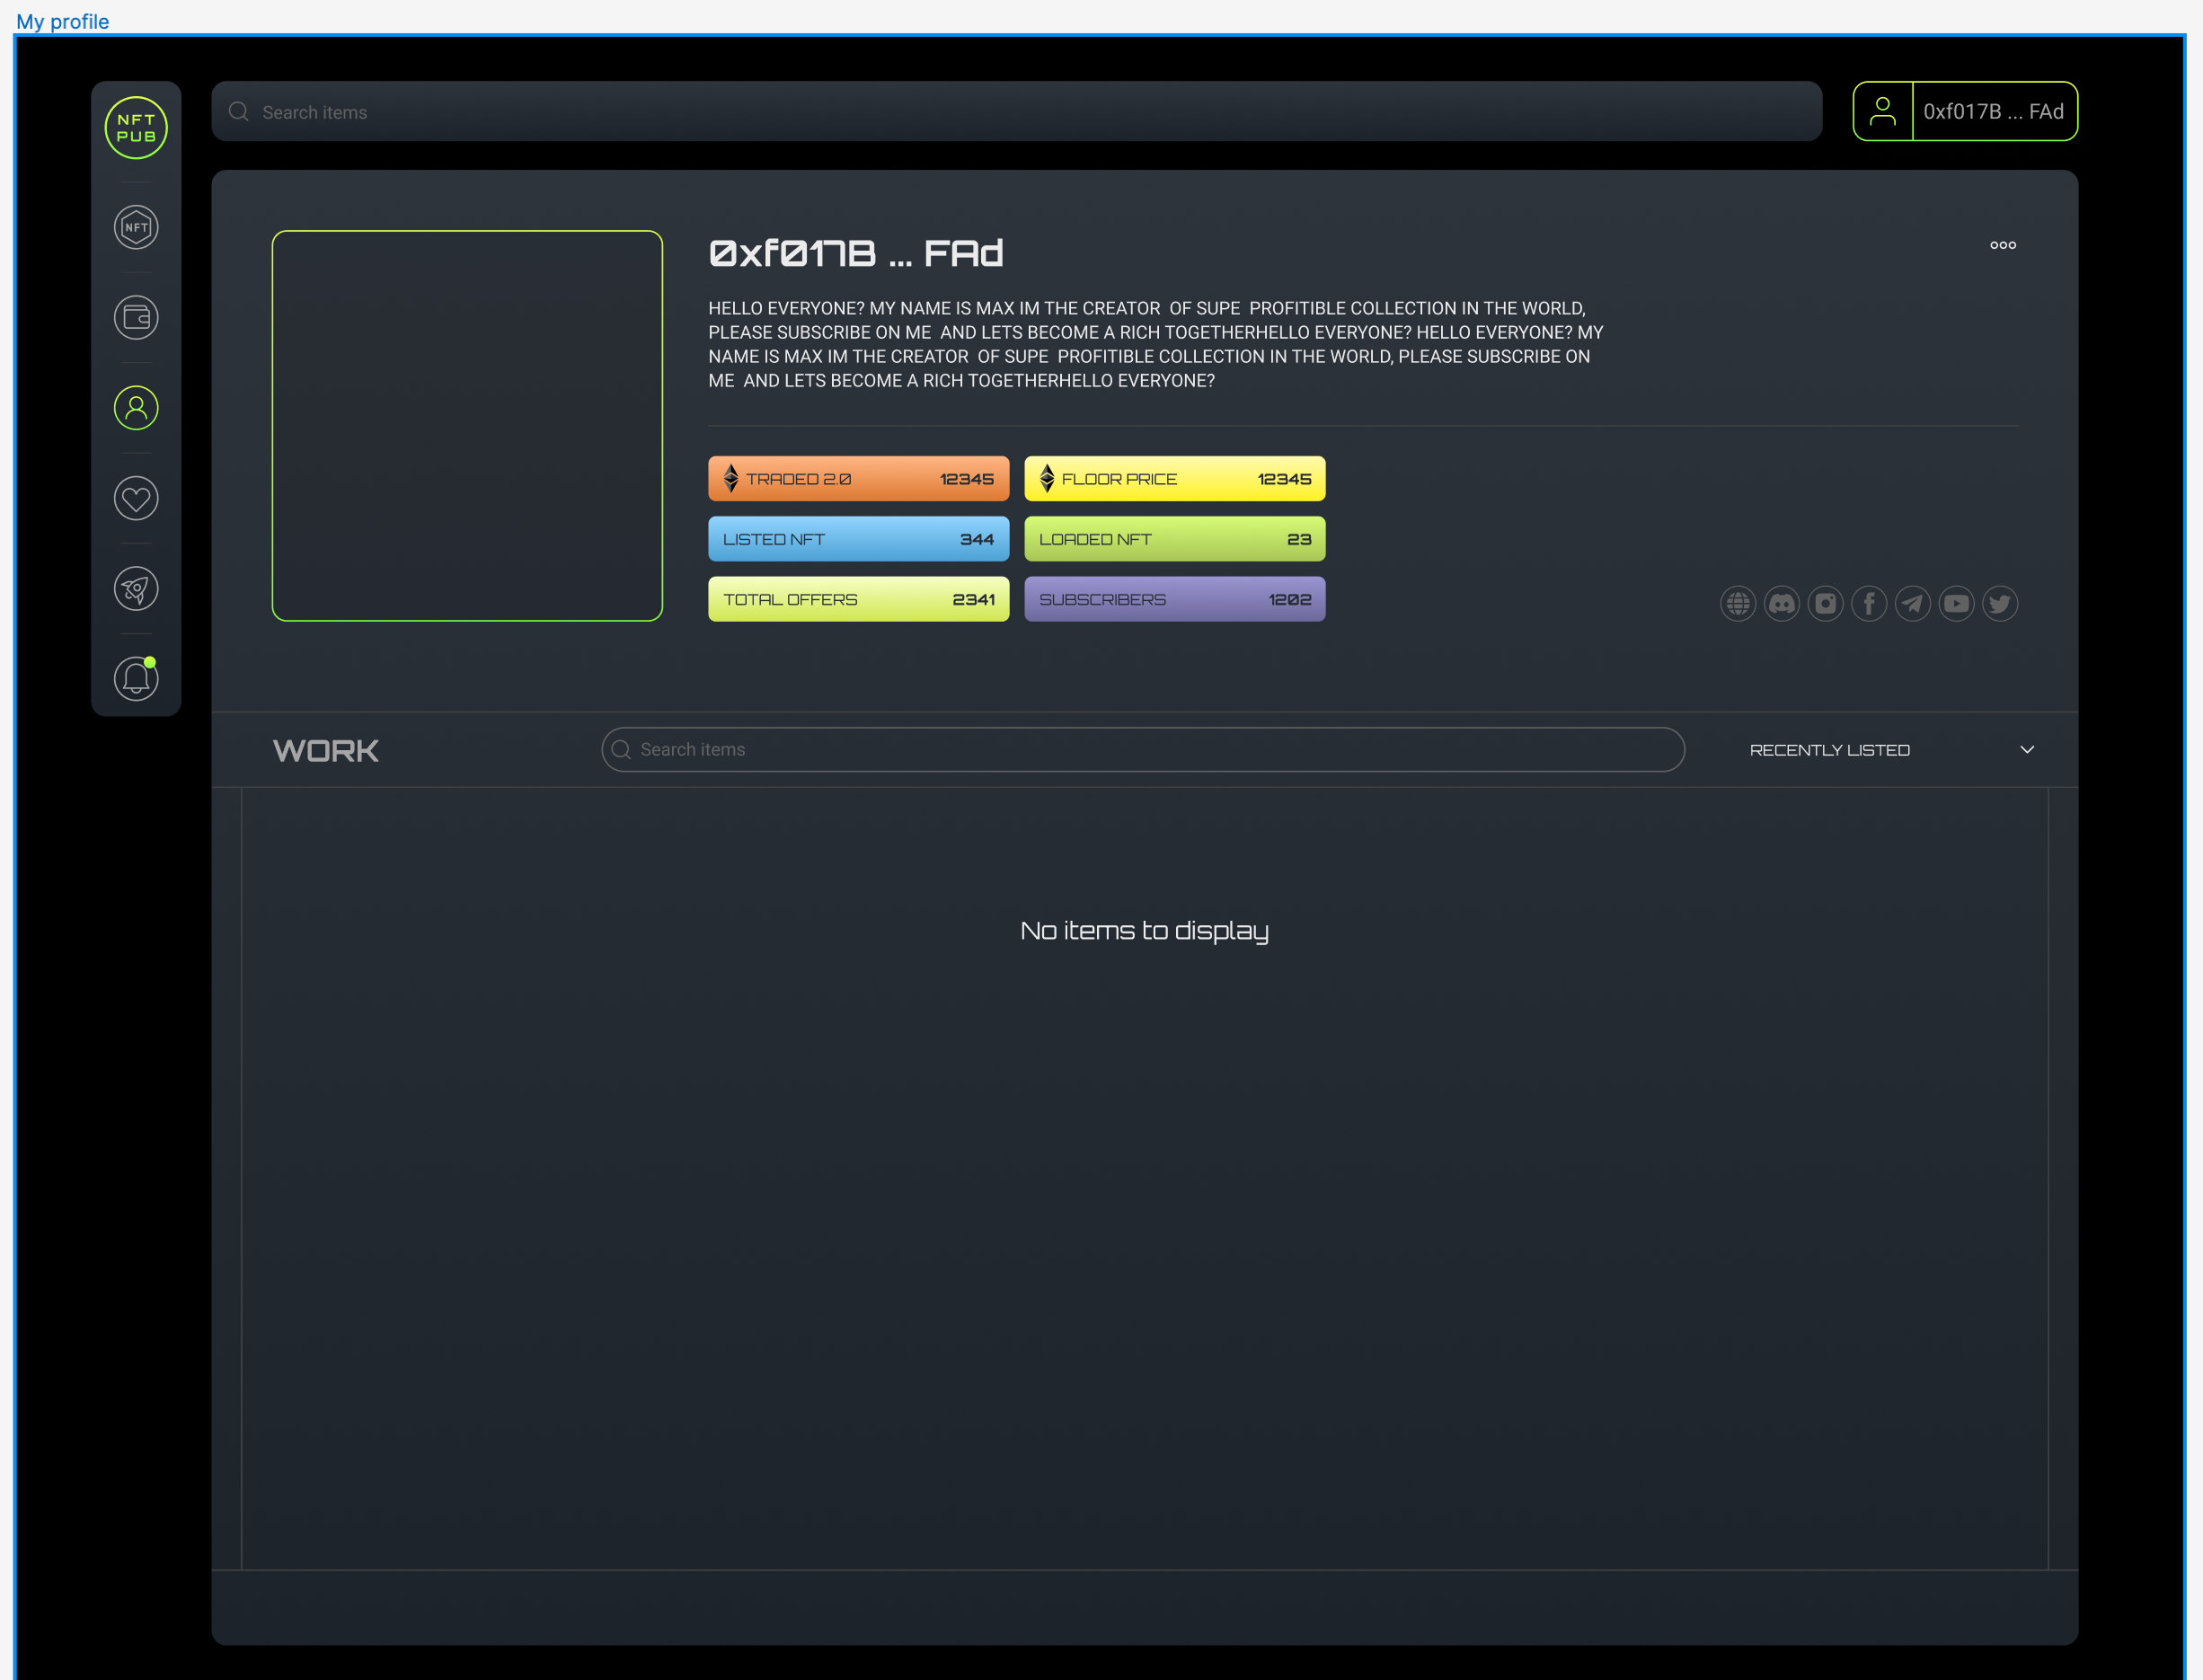 My profile
NFT
PUB
Search items
0xf017B ... FAd
NFT
0xf017B ... FAd
HELLO EVERYONE? MY NAME IS MAX IM THE CREATOR  OF SUPE  PROFITIBLE COLLECTION IN THE WORLD,
PLEASE SUBSCRIBE ON ME  AND LETS BECOME A RICH TOGETHERHELLO EVERYONE? HELLO EVERYONE? MY
NAME IS MAX IM THE CREATOR  OF SUPE  PROFITIBLE COLLECTION IN THE WORLD, PLEASE SUBSCRIBE ON
ME  AND LETS BECOME A RICH TOGETHERHELLO EVERYONE?
TRADED 2.0 12345
FLOOR PRICE 12345
LISTED NFT 344
LOADED NFT 23
TOTAL OFFERS 2341
SUBSCRIBERS 1202
WORK
Search items
RECENTLY LISTED
No items to display